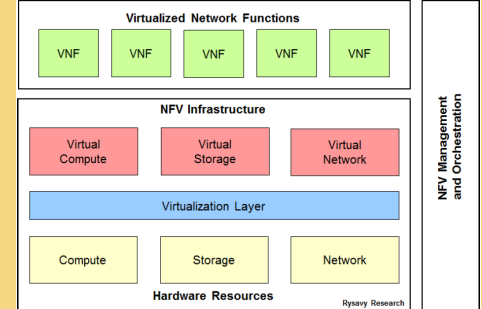 Virtualized Network Functions
VNF VNF VNF VNF VNF
NFV Infrastructure
Virtual Compute
Virtual Storage
Virtual Network
Virtualization Layer
Compute Storage Network
Hardware Resources
Rysavy Research
NFV Management
and Orchestration